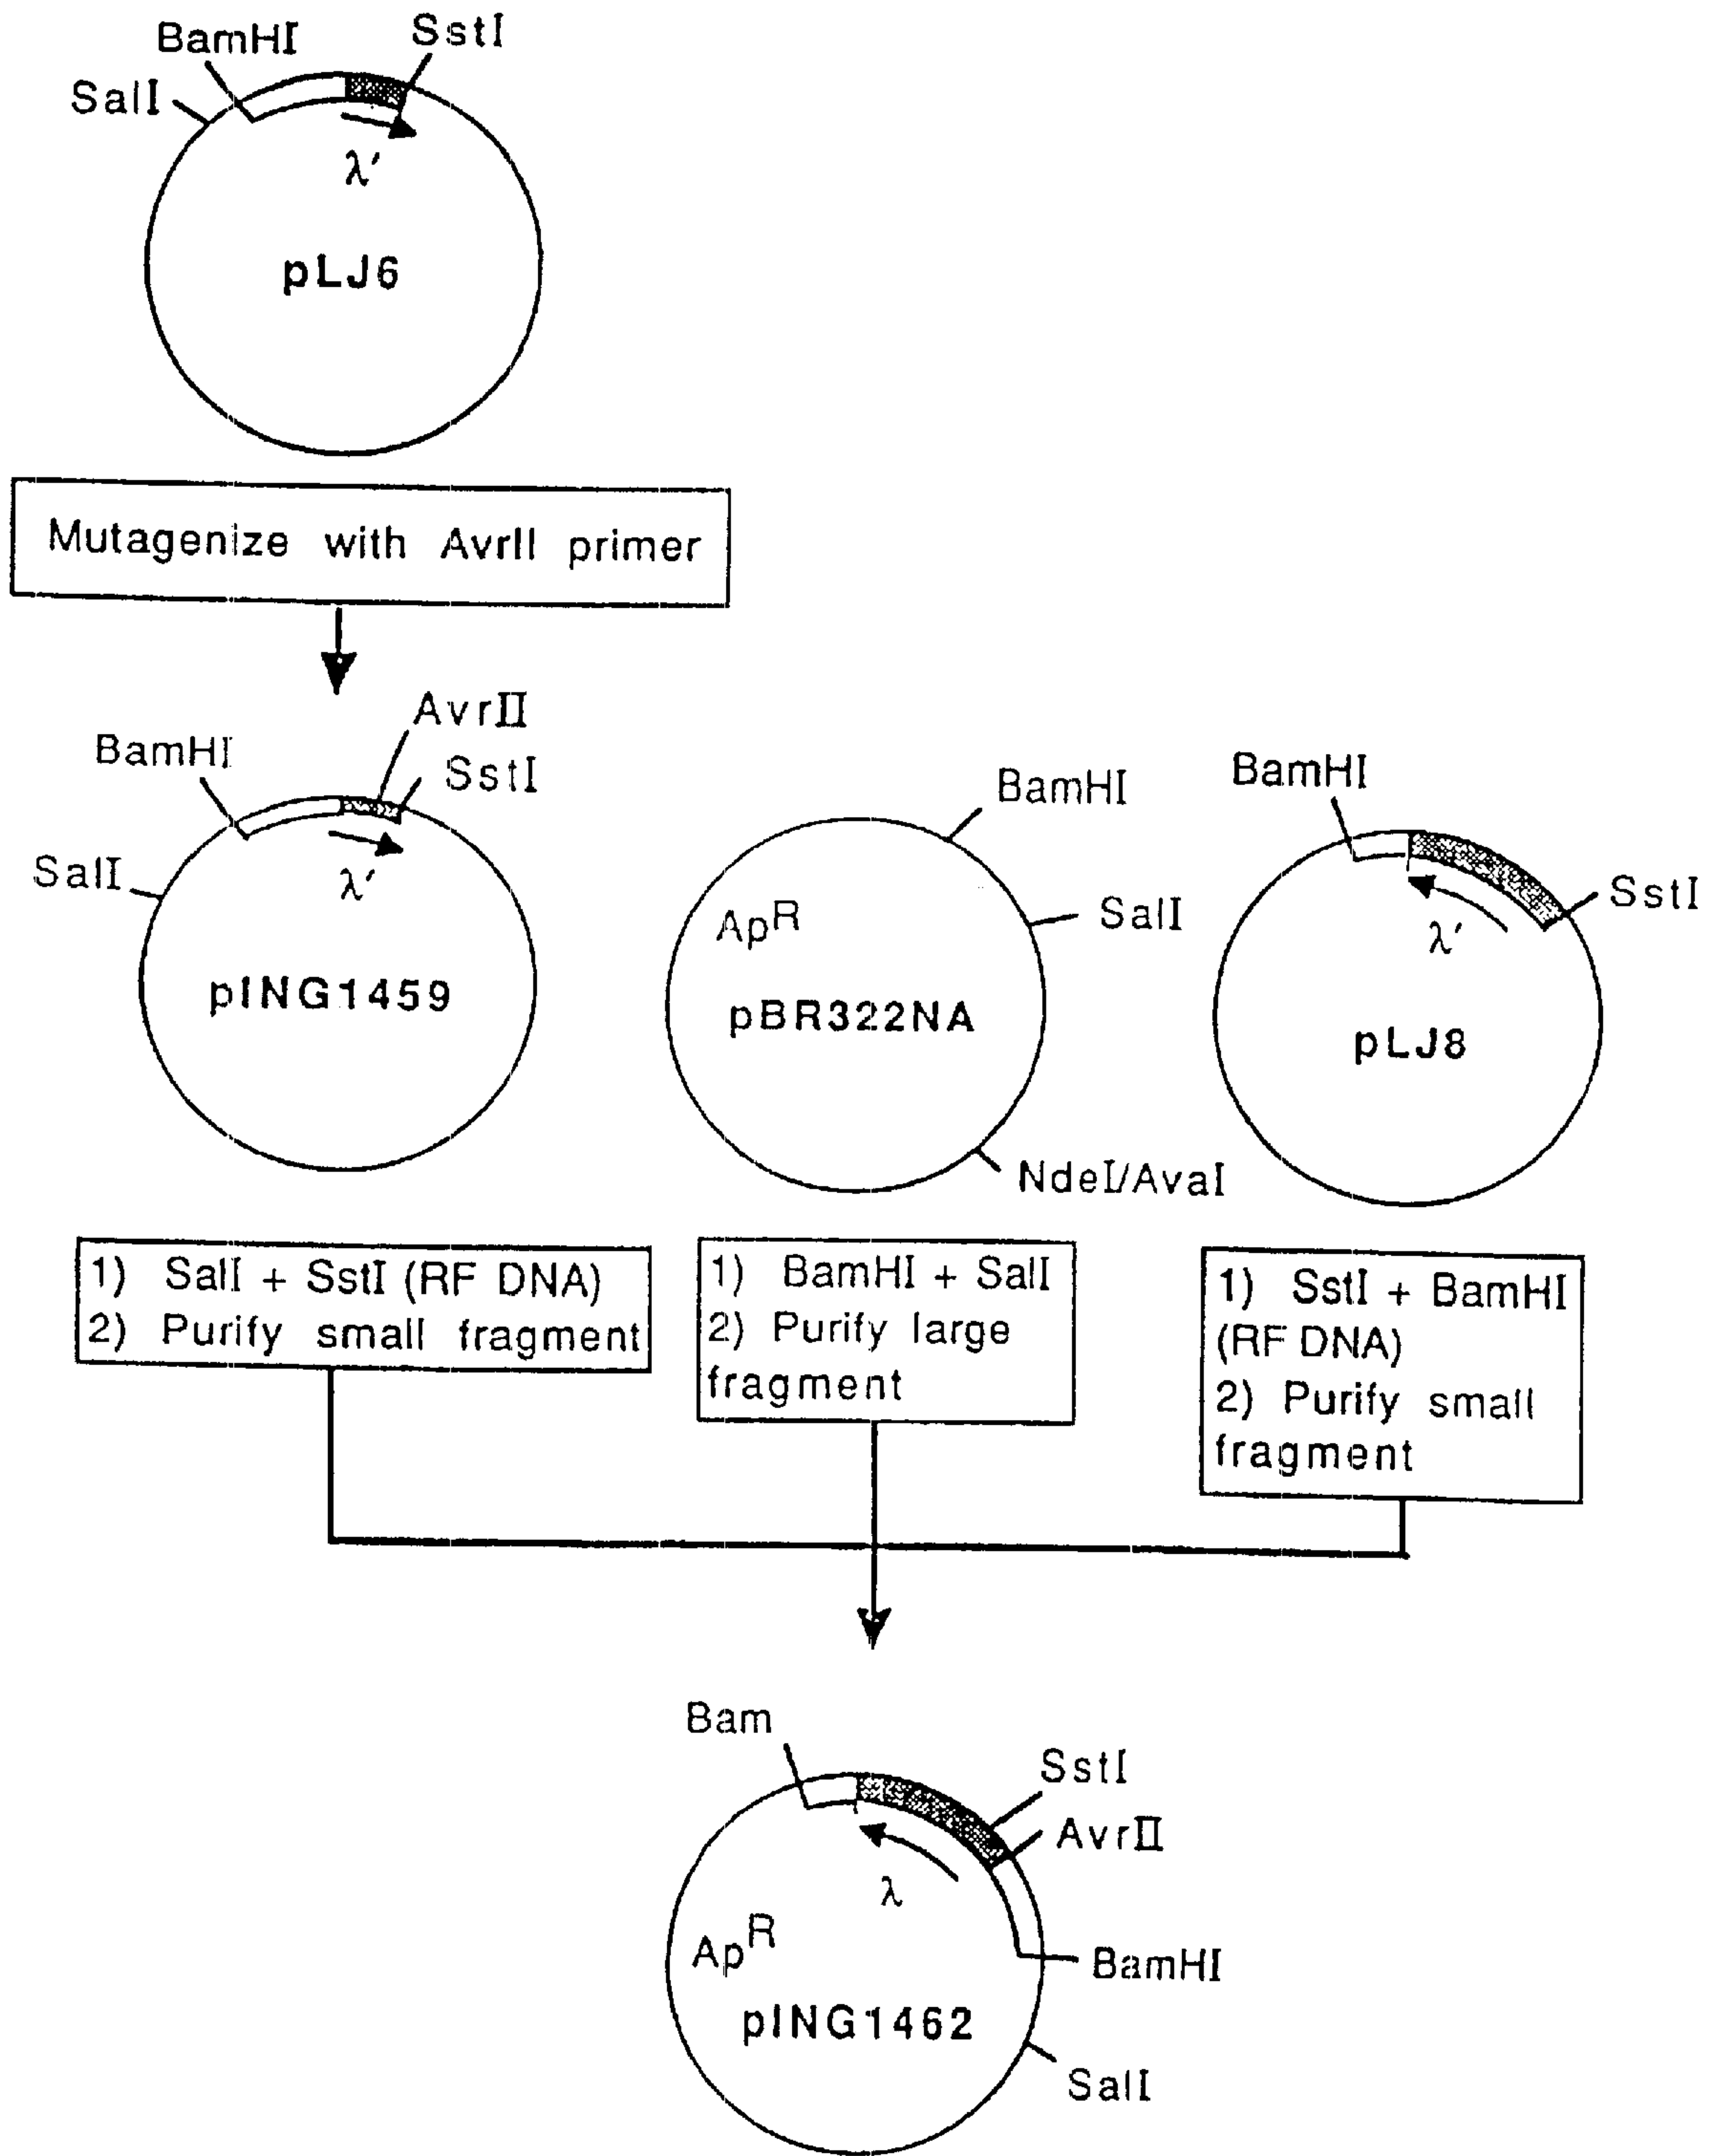 BamHI
SstI
SalI
λ′
pLJ6
Mutagenize with AvrII primer
AvrII
BamHI
SstI
SalI
λ′
pING1459
BamHI
SalI
ApR
pBR322NA
NdeI/AvaI
BamHI
SstI
λ′
pLJ8
1) SalI + SstI (RF DNA)
2) Purify small fragment
1) BamHI + SalI
2) Purify large
fragment
1) SstI + BamHI
(RF DNA)
2) Purify small
fragment
Bam
SstI
AvrII
λ
ApR
BamHI
pING1462
SalI